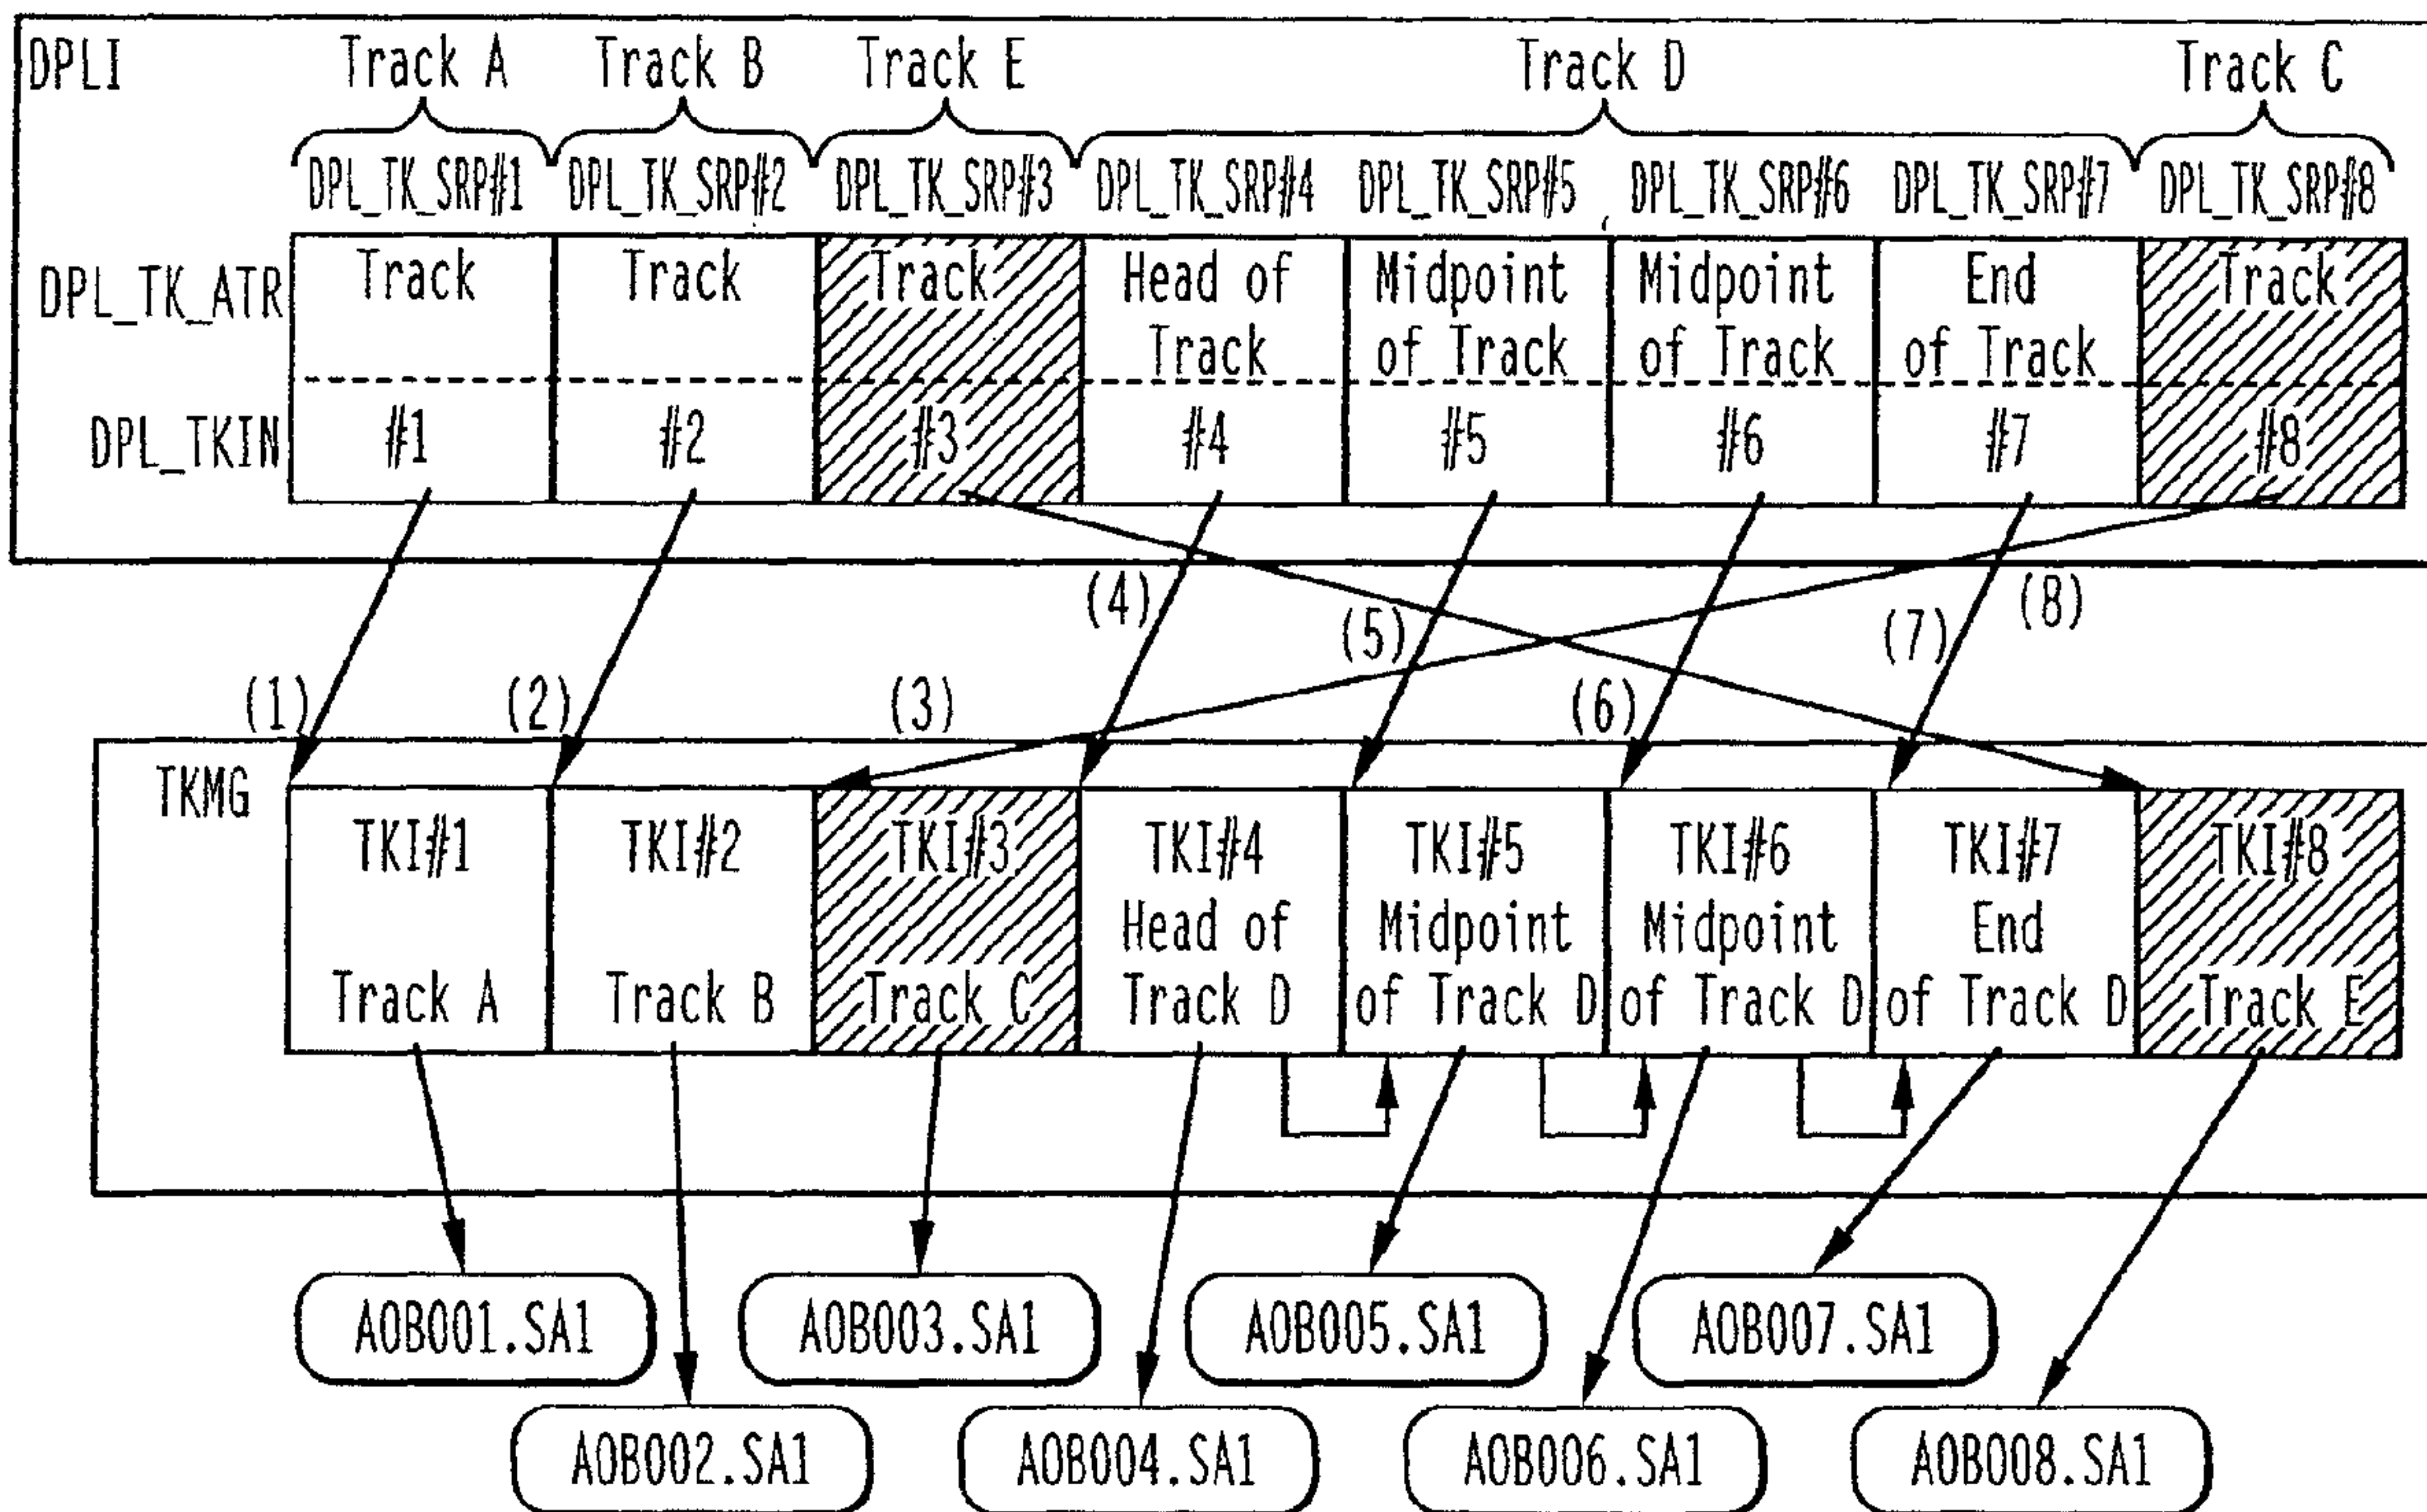 DPLI
Track A Track B Track E Track D Track C
DPL_TK_SRP#1 DPL_TK_SRP#2 DPL_TK_SRP#3 DPL_TK_SRP#4 DPL_TK_SRP#5 DPL_TK_SRP#6 DPL_TK_SRP#7 DPL_TK_SRP#8
DPL_TK_ATR
Track Track Track Head of Midpoint Midpoint End Track
Track of Track of Track of Track
DPL_TKIN #1 #2 #3 #4 #5 #6 #7 #8
(4) (8)
(5) (7)
(1) (2) (3) (6)
TKMG
TKI#1 TKI#2 TKI#3 TKI#4 TKI#5 TKI#6 TKI#7 TKI#8
Head of Midpoint Midpoint End
Track A Track B Track C Track D of Track D of Track D of Track D Track E
AOB001.SA1 AOB003.SA1 AOB005.SA1 AOB007.SA1
AOB002.SA1 AOB004.SA1 AOB006.SA1 AOB008.SA1